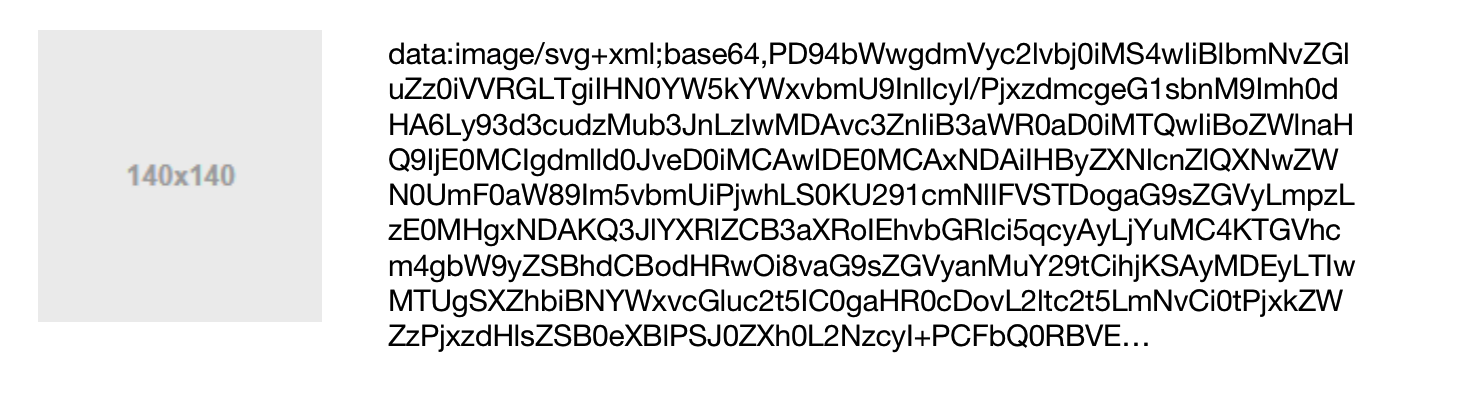 140x140
data:image/svg+xml;base64,PD94bWwgdmVyc2lvbj0iMS4wIiBlbmNvZGl
uZz0iVVRGLTgiIHN0YW5kYWxvbmU9InllcyI/PjxzdmcgeG1sbnM9Imh0d
HA6Ly93d3cudzMub3JnLzIwMDAvc3ZnIiB3aWR0aD0iMTQwIiBoZWlnaH
Q9IjE0MCIgdmlld0JveD0iMCAwIDE0MCAxNDAiIHByZXNlcnZlQXNwZW
N0UmF0aW89Im5vbmUiPjwhLS0KU291cmNlIFVSTDogaG9sZGVyLmpzL
zE0MHgxNDAKQ3JlYXRlZCB3aXRoIEhvbGRlci5qcyAyLjYuMC4KTGVhc
m4gbW9yZSBhdCBodHRwOi8vaG9sZGVyanMuY29tCihjKSAyMDEyLTIw
MTUgSXZhbiBNYWxvcGluc2t5IC0gaHR0cDovL2ltc2t5LmNvCi0tPjxkZW
ZzPjxzdHlsZSB0eXBlPSJ0ZXh0L2NzcyI+PCFbQ0RBVE…